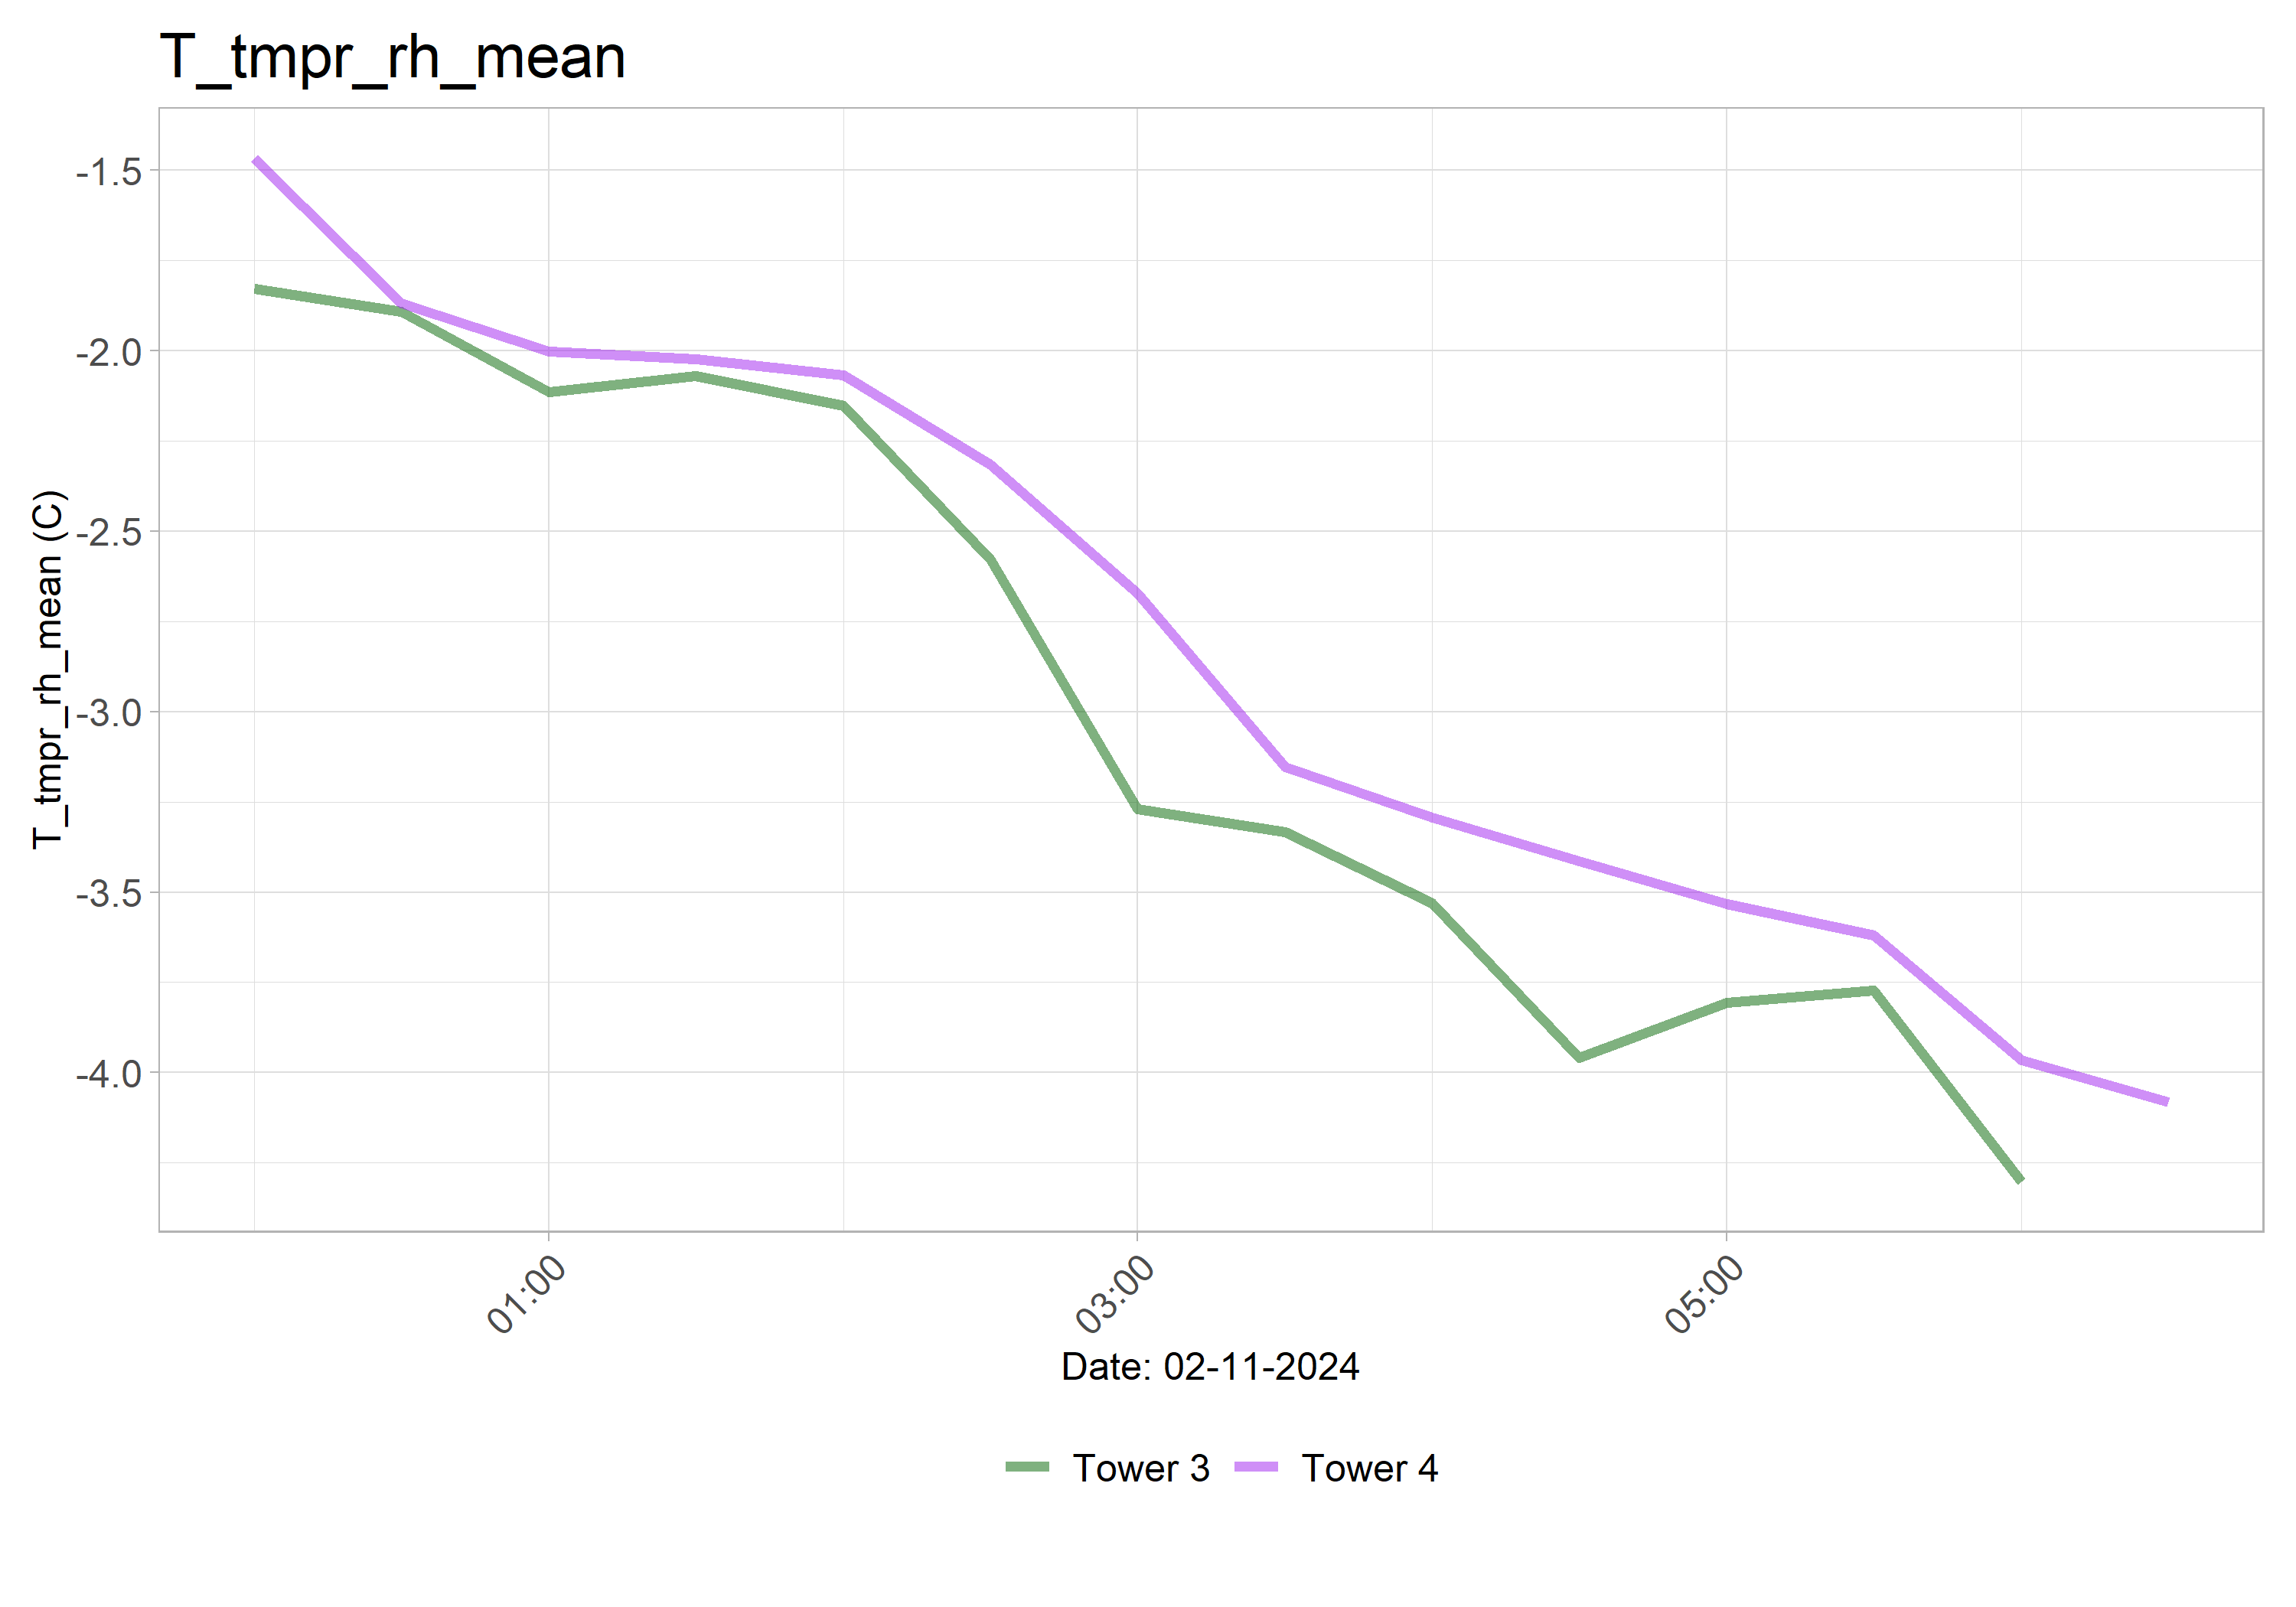 T_tmpr_rh_mean
T_tmpr_rh_mean (C)
-1.5
-2.0
-2.5
-3.0
-3.5
-4.0
01:00
03:00
05:00
Date: 02-11-2024
Tower 3 Tower 4